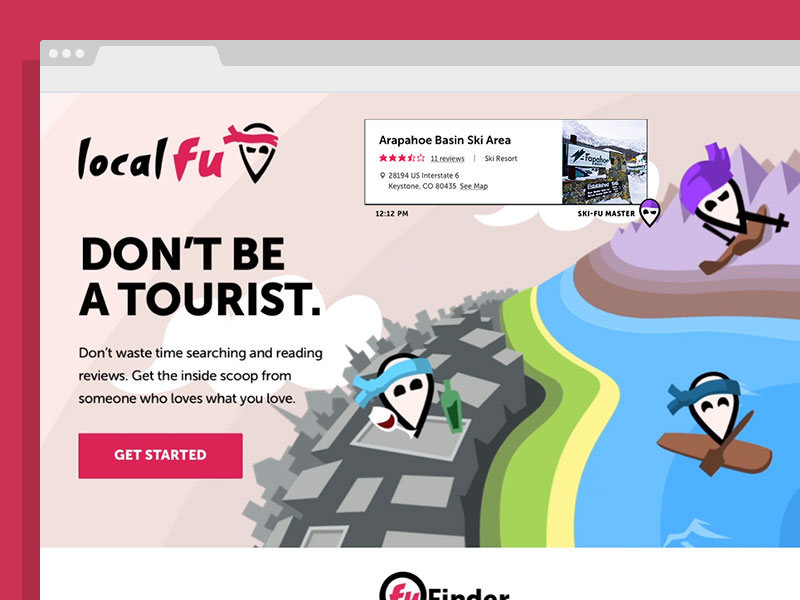 local fu
Arapahoe Basin Ski Area
11 reviews | Ski Resort
28194 US Interstate 6
Keystone, CO 80435 See Map
12:12 PM
SKI-FU MASTER
DON'T BE
A TOURIST.
Don't waste time searching and reading
reviews. Get the inside scoop from
someone who loves what you love.
GET STARTED
fu Finder